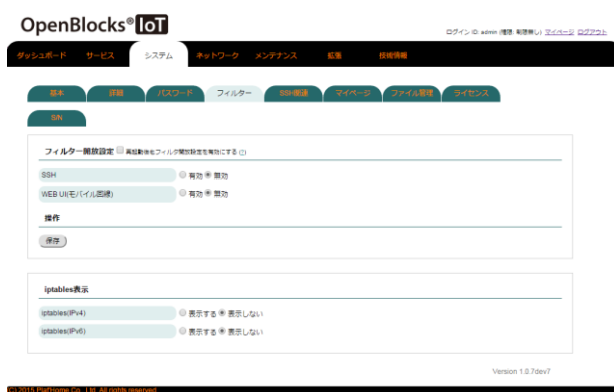 OpenBlocks® IoT
ログイン ID: admin (権限: 制限無し) マイページ ログアウト
ダッシュボード サービス システム ネットワーク メンテナンス 拡張 技術情報
基本 詳細 パスワード フィルター SSH関連 マイページ ファイル管理 ライセンス
S/N
フィルター開放設定 再起動後もフィルタ開放設定を有効にする (?)
SSH 有効 無効
WEB UI(モバイル回線) 有効 無効
操作
保存
iptables表示
iptables(IPv4) 表示する 表示しない
iptables(IPv6) 表示する 表示しない
Version 1.0.7dev7
(C) 2015 PlatHome Co., Ltd. All rights reserved.